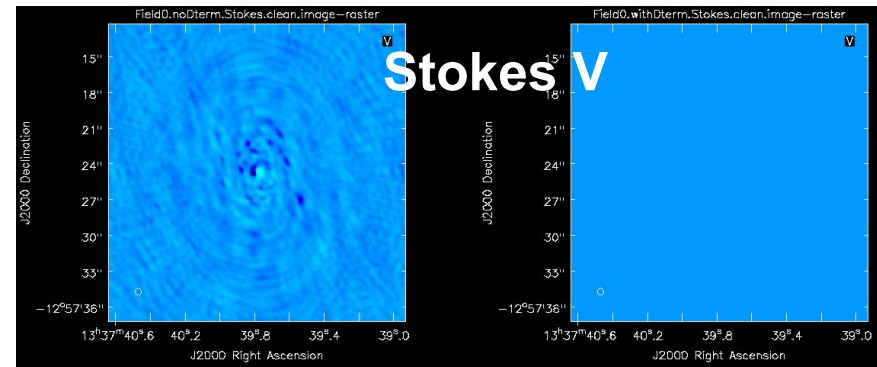 Field0.noDterm.Stokes.clean.image-raster
V
15"
18"
21"
24"
27"
30"
33"
-12°57'36"
J2000 Declination
13ʰ37ᵐ40ˢ.6
40ˢ.2
39ˢ.8
39ˢ.4
39ˢ.0
J2000 Right Ascension
Stokes V
Field0.withDterm.Stokes.clean.image-raster
V
15"
18"
21"
24"
27"
30"
33"
-12°57'36"
J2000 Declination
13ʰ37ᵐ40ˢ.6
40ˢ.2
39ˢ.8
39ˢ.4
39ˢ.0
J2000 Right Ascension